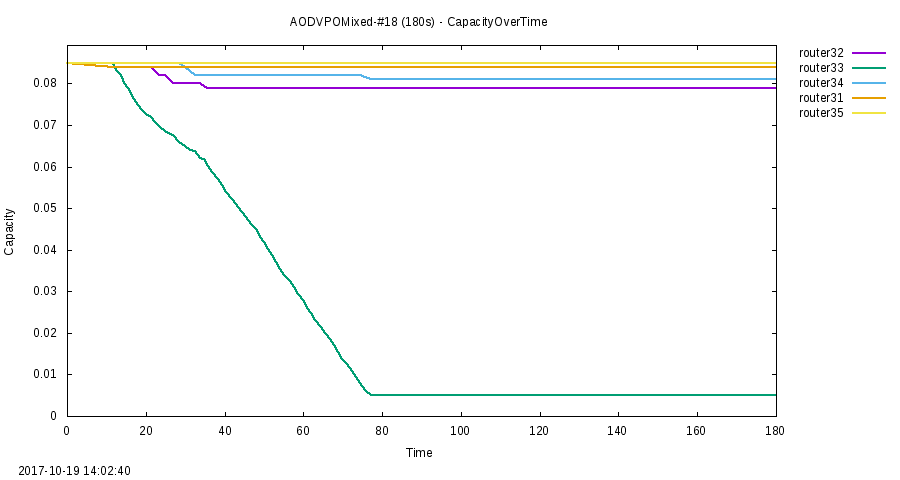 AODVPOMixed-#18 (180s) - CapacityOverTime
router32
router33
router34
router31
router35
0.08
0.07
0.06
0.05
0.04
0.03
0.02
0.01
0
Capacity
0 20 40 60 80 100 120 140 160 180
Time
2017-10-19 14:02:40